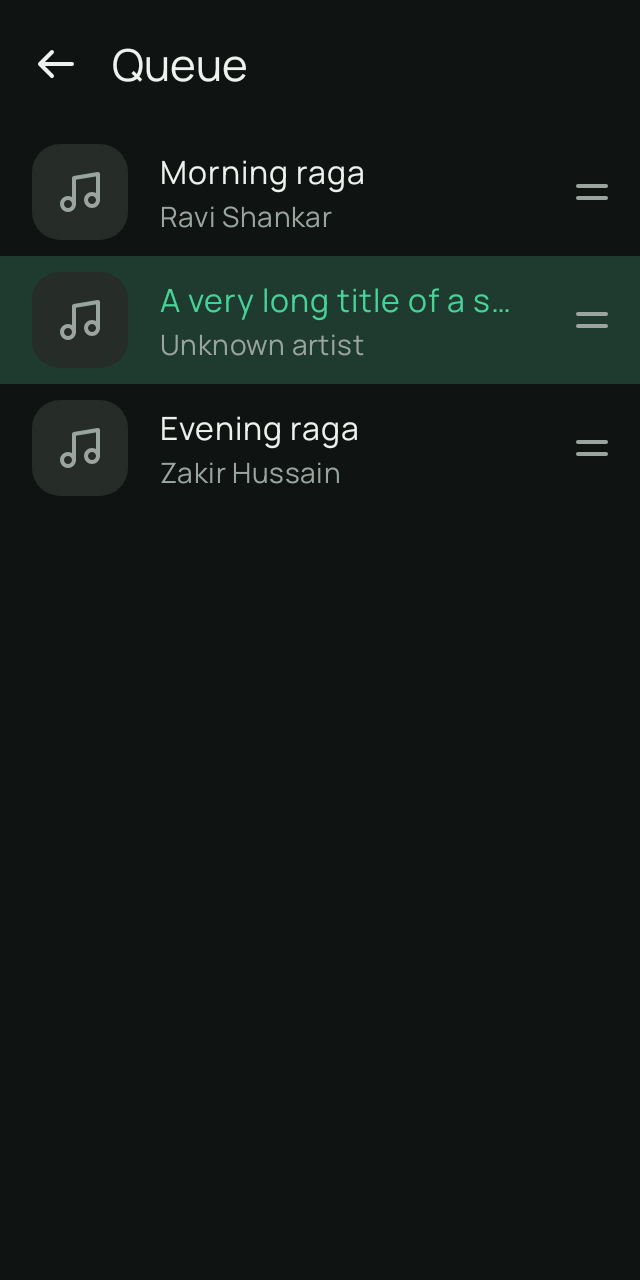 Queue
Morning raga
Ravi Shankar
A very long title of a s…
Unknown artist
Evening raga
Zakir Hussain